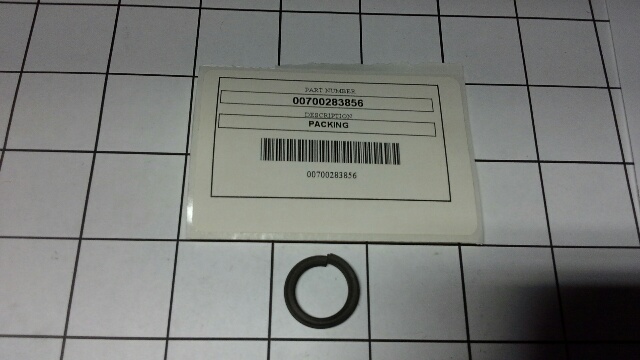 PART NUMBER
00700283856
DESCRIPTION
PACKING
00700283856